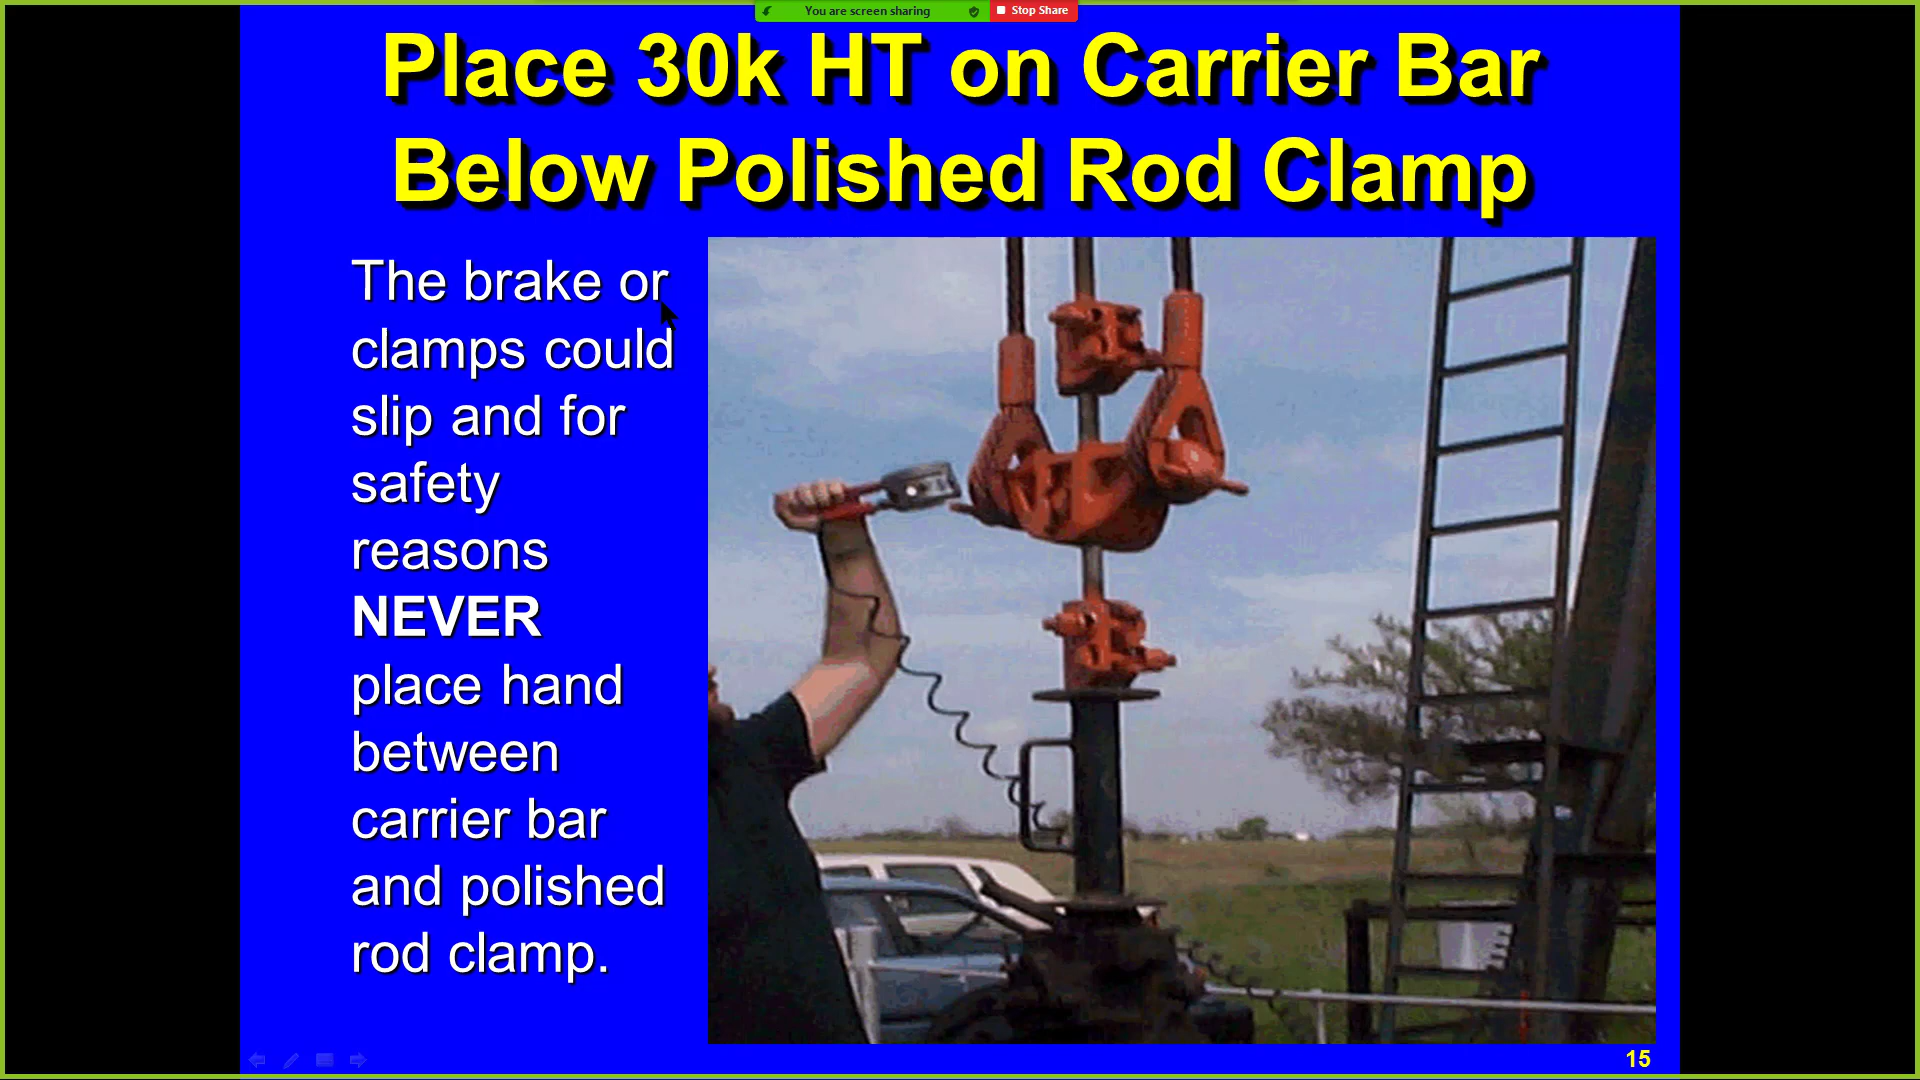 You are screen sharing
Stop Share
Place 30k HT on Carrier Bar
Below Polished Rod Clamp
The brake or
clamps could
slip and for
safety
reasons
NEVER
place hand
between
carrier bar
and polished
rod clamp.
15